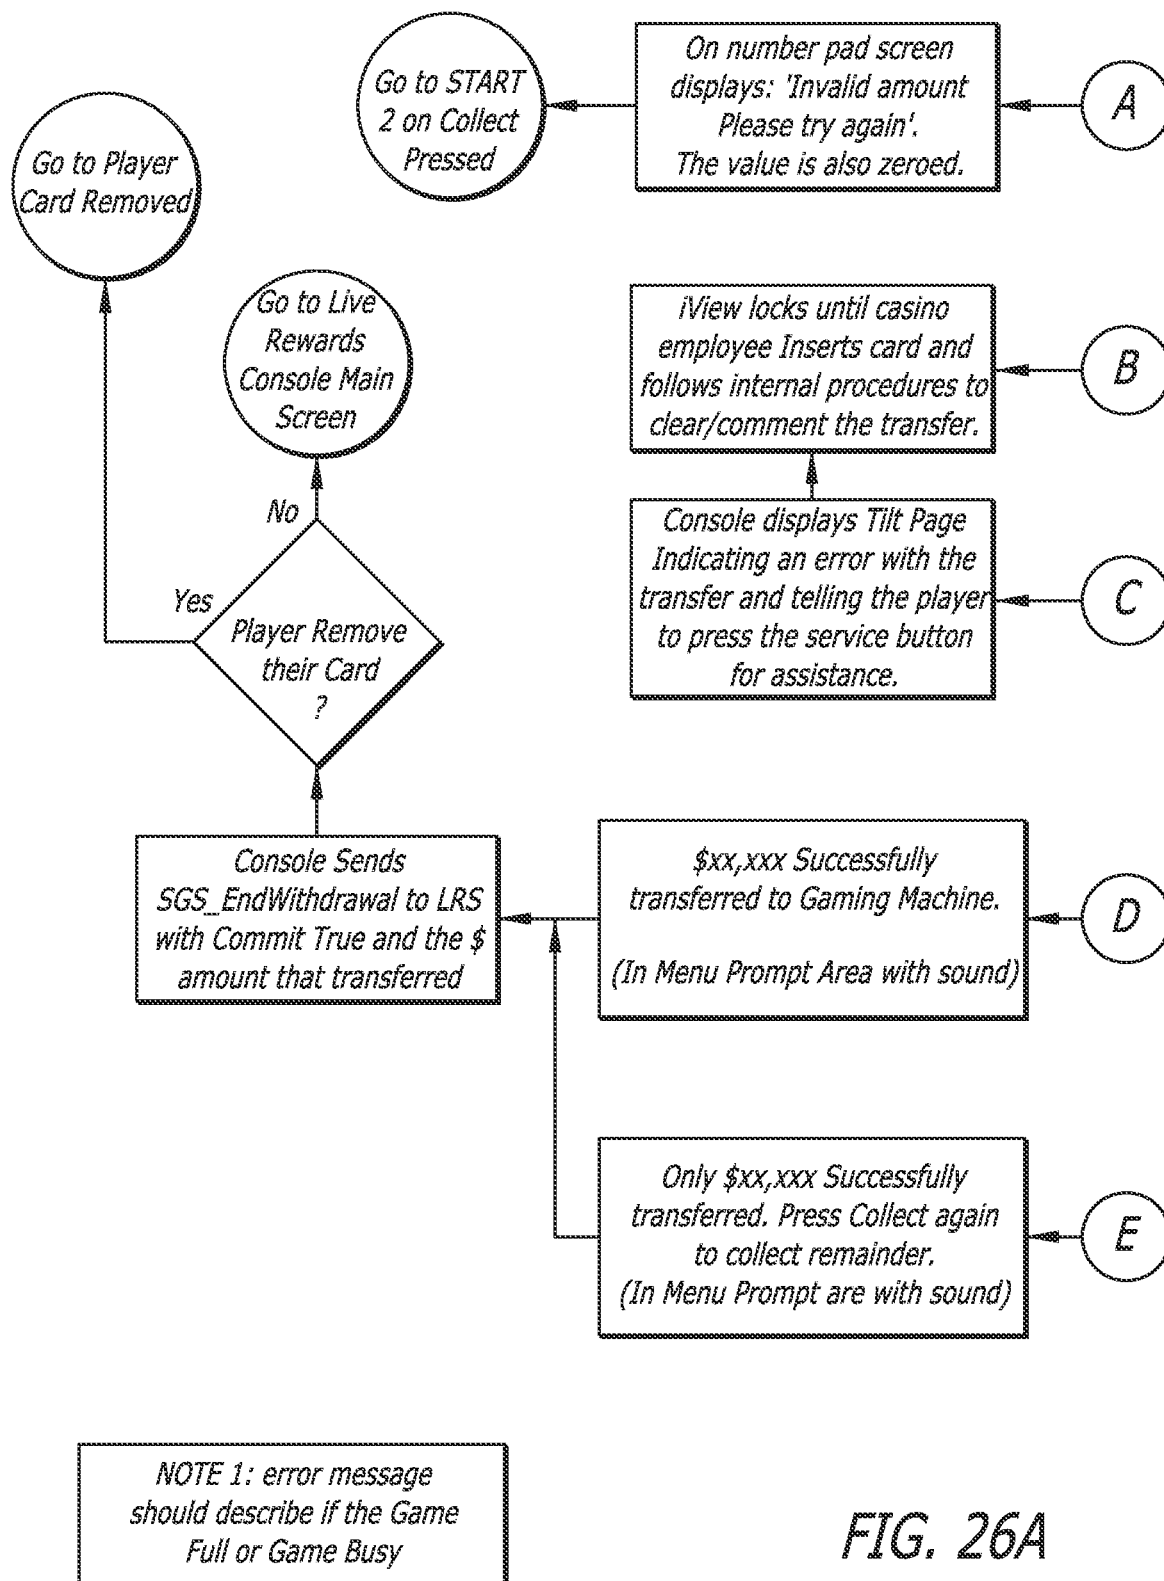 Go to START
2 on Collect
Pressed
On number pad screen
displays: 'Invalid amount
Please try again'.
The value is also zeroed.
A
Go to Player
Card Removed
Go to Live
Rewards
Console Main
Screen
iView locks until casino
employee Inserts card and
follows internal procedures to
clear/comment the transfer.
B
No
Console displays Tilt Page
Indicating an error with the
transfer and telling the player
to press the service button
for assistance.
C
Yes
Player Remove
their Card
?
Console Sends
SGS_EndWithdrawal to LRS
with Commit True and the $
amount that transferred
$xx,xxx Successfully
transferred to Gaming Machine.
(In Menu Prompt Area with sound)
D
Only $xx,xxx Successfully
transferred. Press Collect again
to collect remainder.
(In Menu Prompt are with sound)
E
NOTE 1: error message
should describe if the Game
Full or Game Busy
FIG. 26A